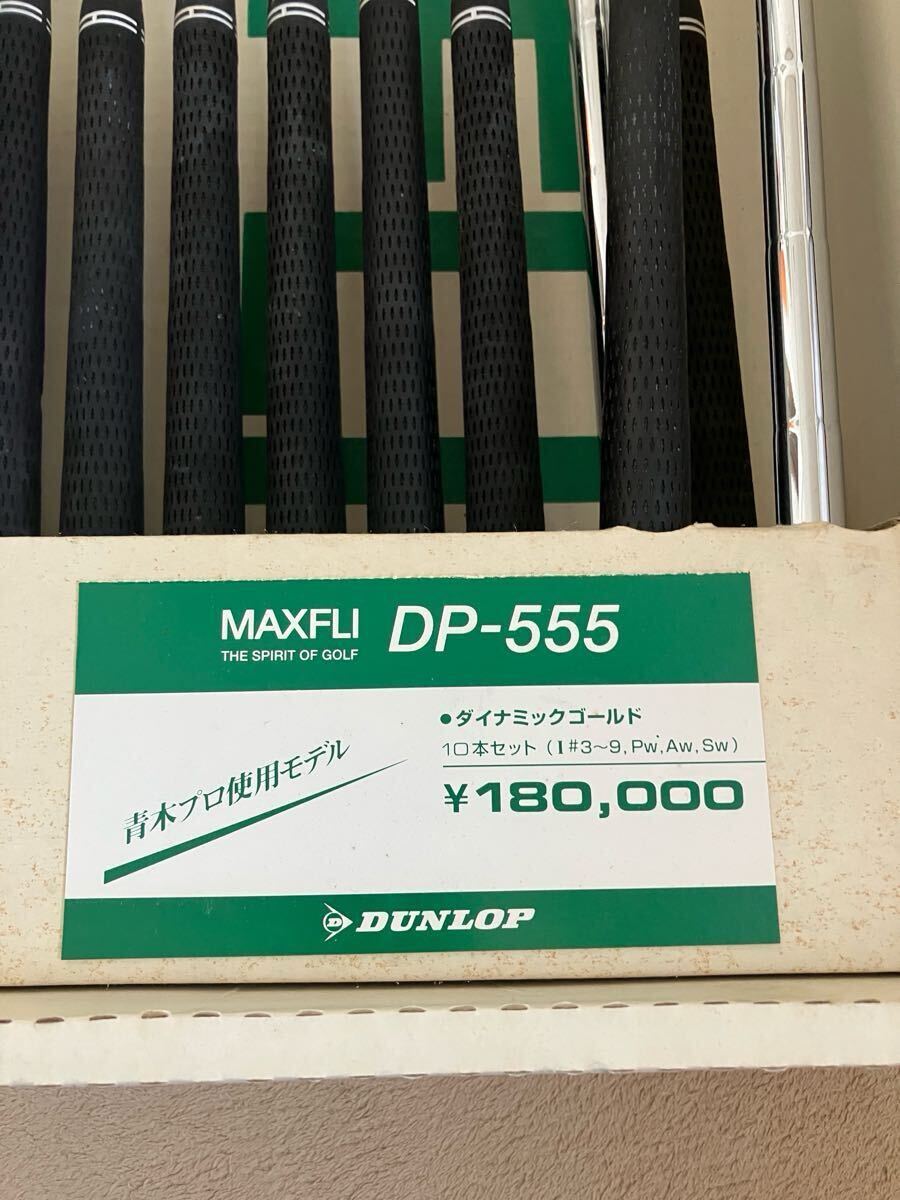 MAXFLI DP-555
THE SPIRIT OF GOLF
●ダイナミックゴールド
10本セット (I#3~9,Pw,Aw,Sw)
青木プロ使用モデル
¥180,000
D DUNLOP